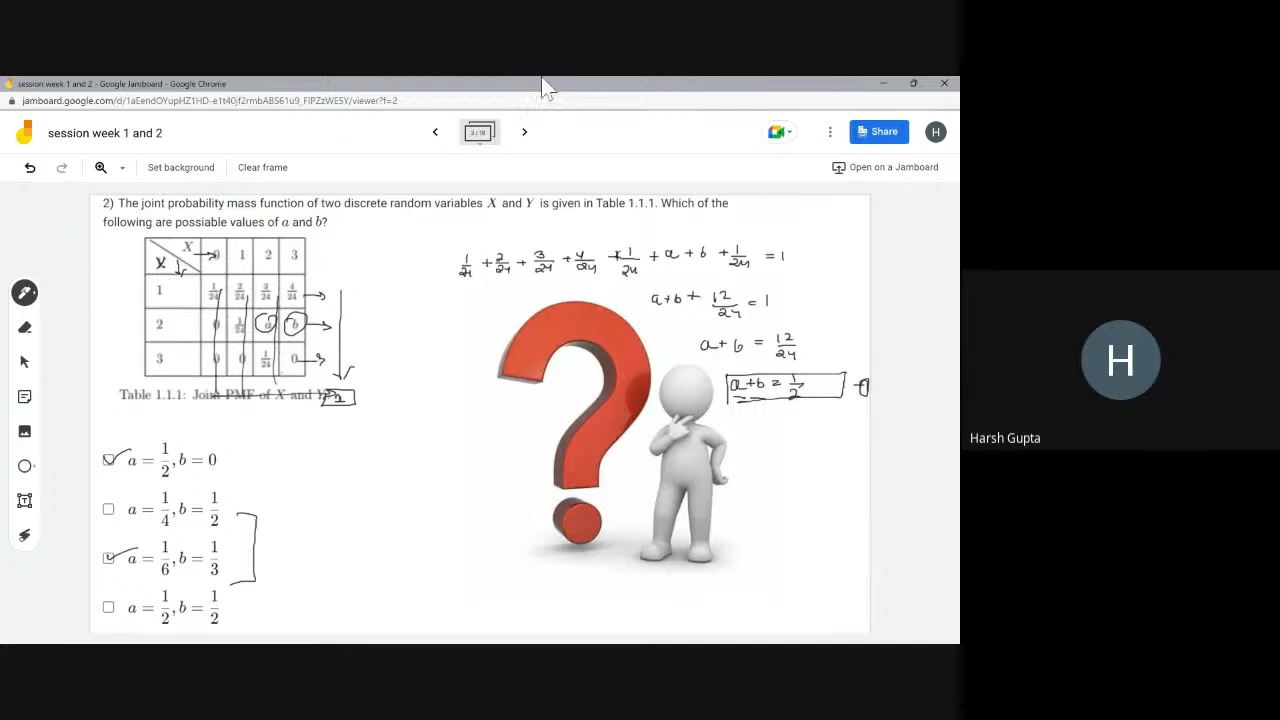 session week 1 and 2 - Google Jamboard - Google Chrome
jamboard.google.com/d/1aEendOYupHZ1HD-e1t40jf2rmbABS61u9_FlPZzWE5Y/viewer?f=2
session week 1 and 2
3 / 18
Share
H
Set background
Clear frame
Open on a Jamboard
2) The joint probability mass function of two discrete random variables X and Y is given in Table 1.1.1. Which of the
following are possiable values of a and b?
X 0 1 2 3
1 1/24 2/24 3/24 4/24
2 0 1/24 a b
3 0 0 1/24 0
Table 1.1.1: Joint PMF of X and Y
1/24 + 2/24 + 3/24 + 4/24 + 1/24 + a + b + 1/24 = 1
a+b + 12/24 = 1
a+b = 12/24
a+b = 1/2
a = 1/2, b = 0
a = 1/4, b = 1/2
a = 1/6, b = 1/3
a = 1/2, b = 1/2
H
Harsh Gupta